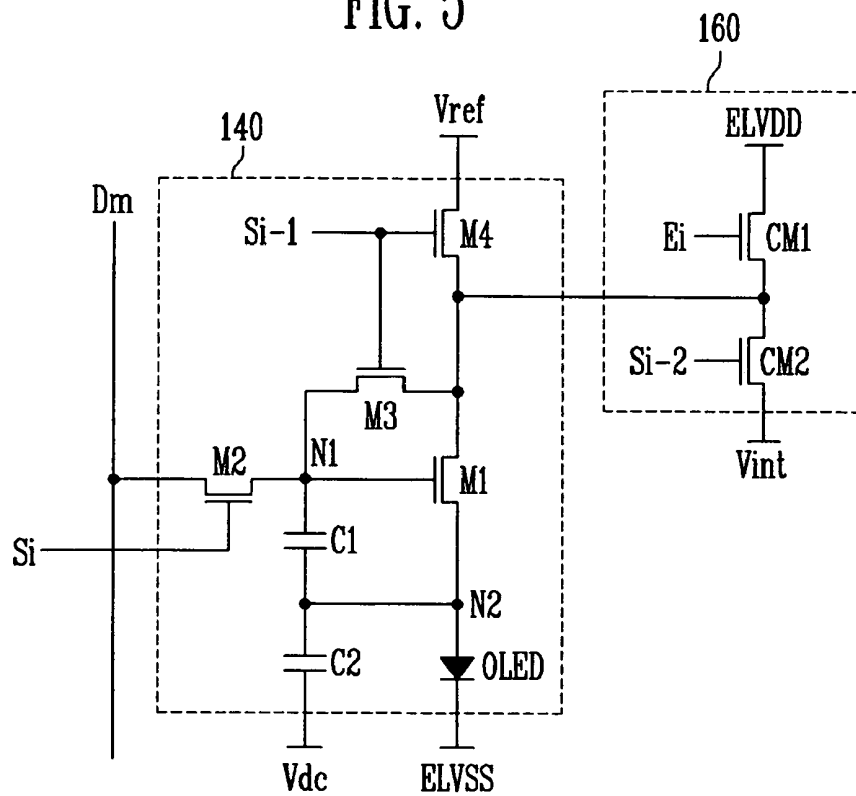 FIG. 5
160
140
Vref
ELVDD
Dm
Si-1
M4
Ei
CM1
Si-2
CM2
M3
M2
N1
M1
Vint
Si
C1
N2
C2
OLED
Vdc
ELVSS